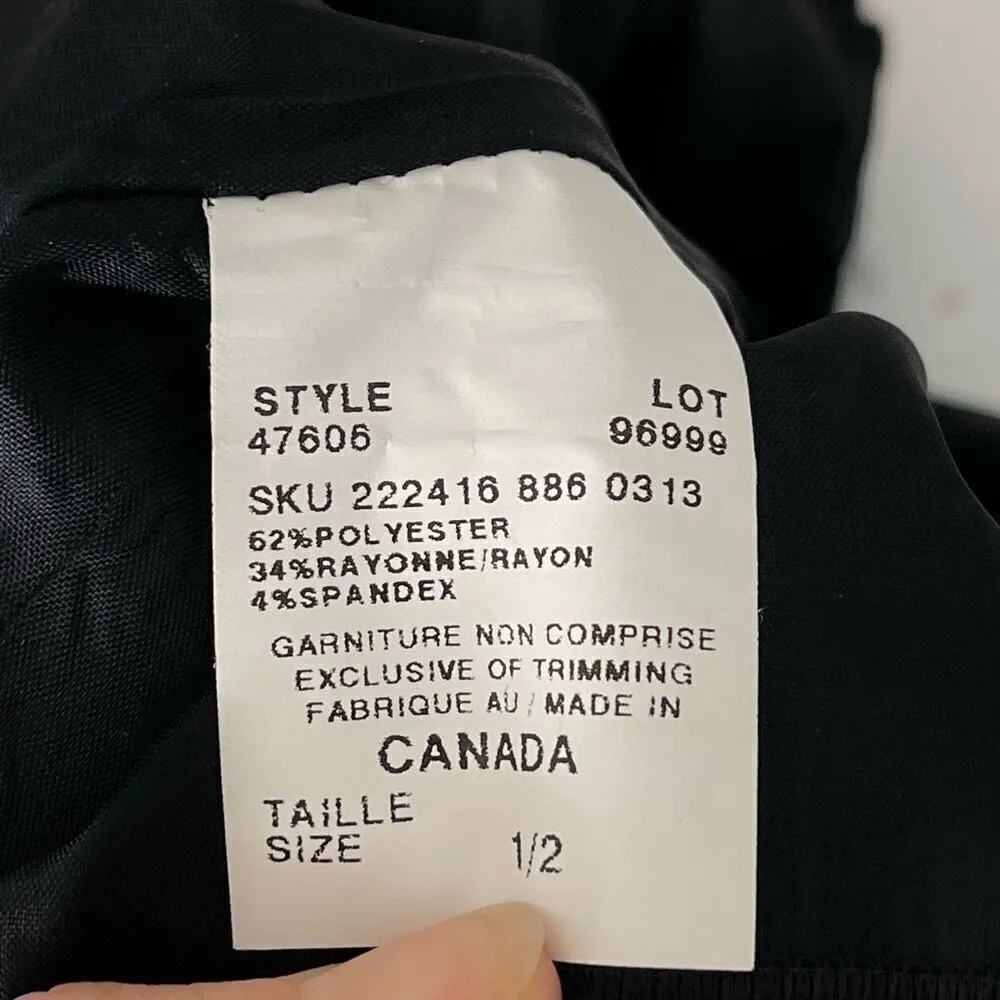 STYLE LOT
47606 96999
SKU 222416 886 0313
62%POLYESTER
34%RAYONNE/RAYON
4%SPANDEX
GARNITURE NON COMPRISE
EXCLUSIVE OF TRIMMING
FABRIQUE AU / MADE IN
CANADA
TAILLE
SIZE 1/2